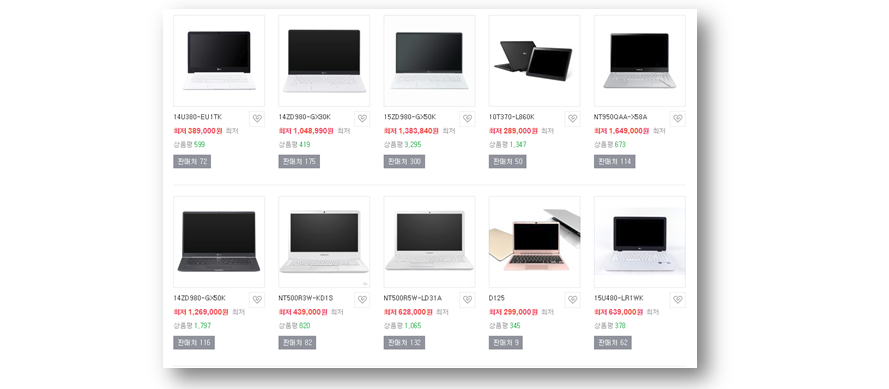 14U380-EU1TK
최저 389,000원 최저
상품평 599
판매처 72
14ZD980-GX30K
최저 1,048,990원 최저
상품평 419
판매처 175
15ZD980-GX50K
최저 1,383,840원 최저
상품평 3,295
판매처 300
10T370-L860K
최저 289,000원 최저
상품평 1,347
판매처 50
NT950QAA-X58A
최저 1,649,000원 최저
상품평 673
판매처 114
14ZD980-GX50K
최저 1,269,000원 최저
상품평 1,797
판매처 116
NT500R3W-KD1S
최저 439,000원 최저
상품평 820
판매처 82
NT500R5W-LD31A
최저 628,000원 최저
상품평 1,065
판매처 132
D125
최저 299,000원 최저
상품평 345
판매처 9
15U480-LR1WK
최저 639,000원 최저
상품평 378
판매처 62